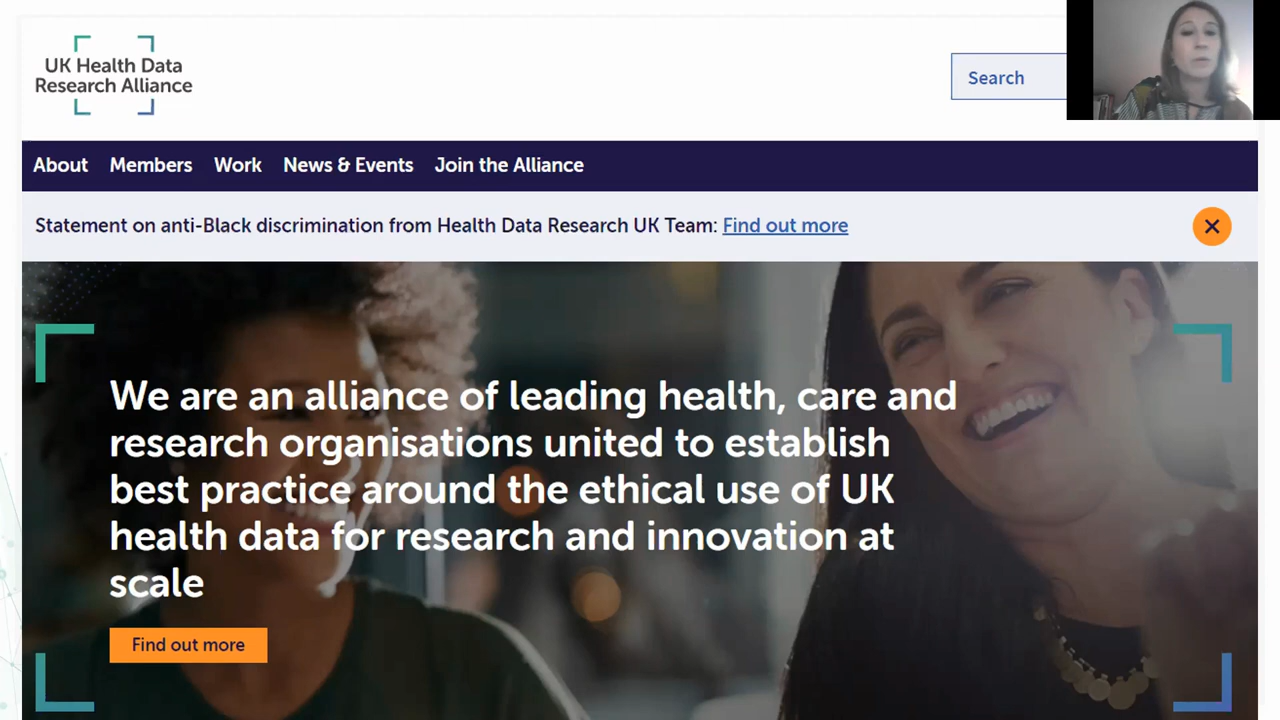 UK Health Data
Research Alliance
Search
About Members Work News & Events Join the Alliance
Statement on anti-Black discrimination from Health Data Research UK Team: Find out more
We are an alliance of leading health, care and
research organisations united to establish
best practice around the ethical use of UK
health data for research and innovation at
scale
Find out more